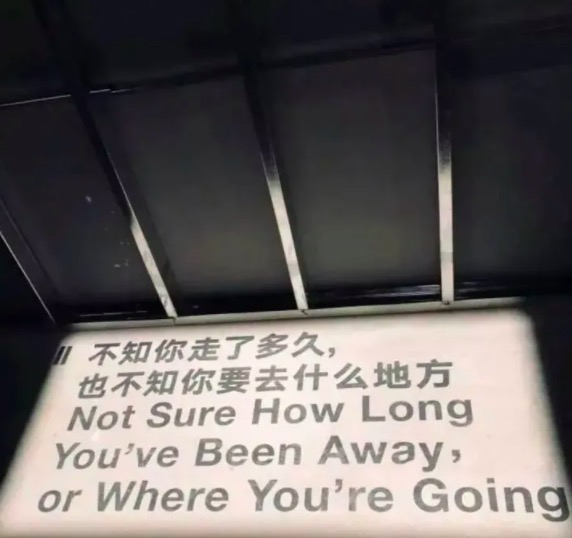 不知你走了多久,
也不知你要去什么地方
Not Sure How Long
You've Been Away,
or Where You're Going